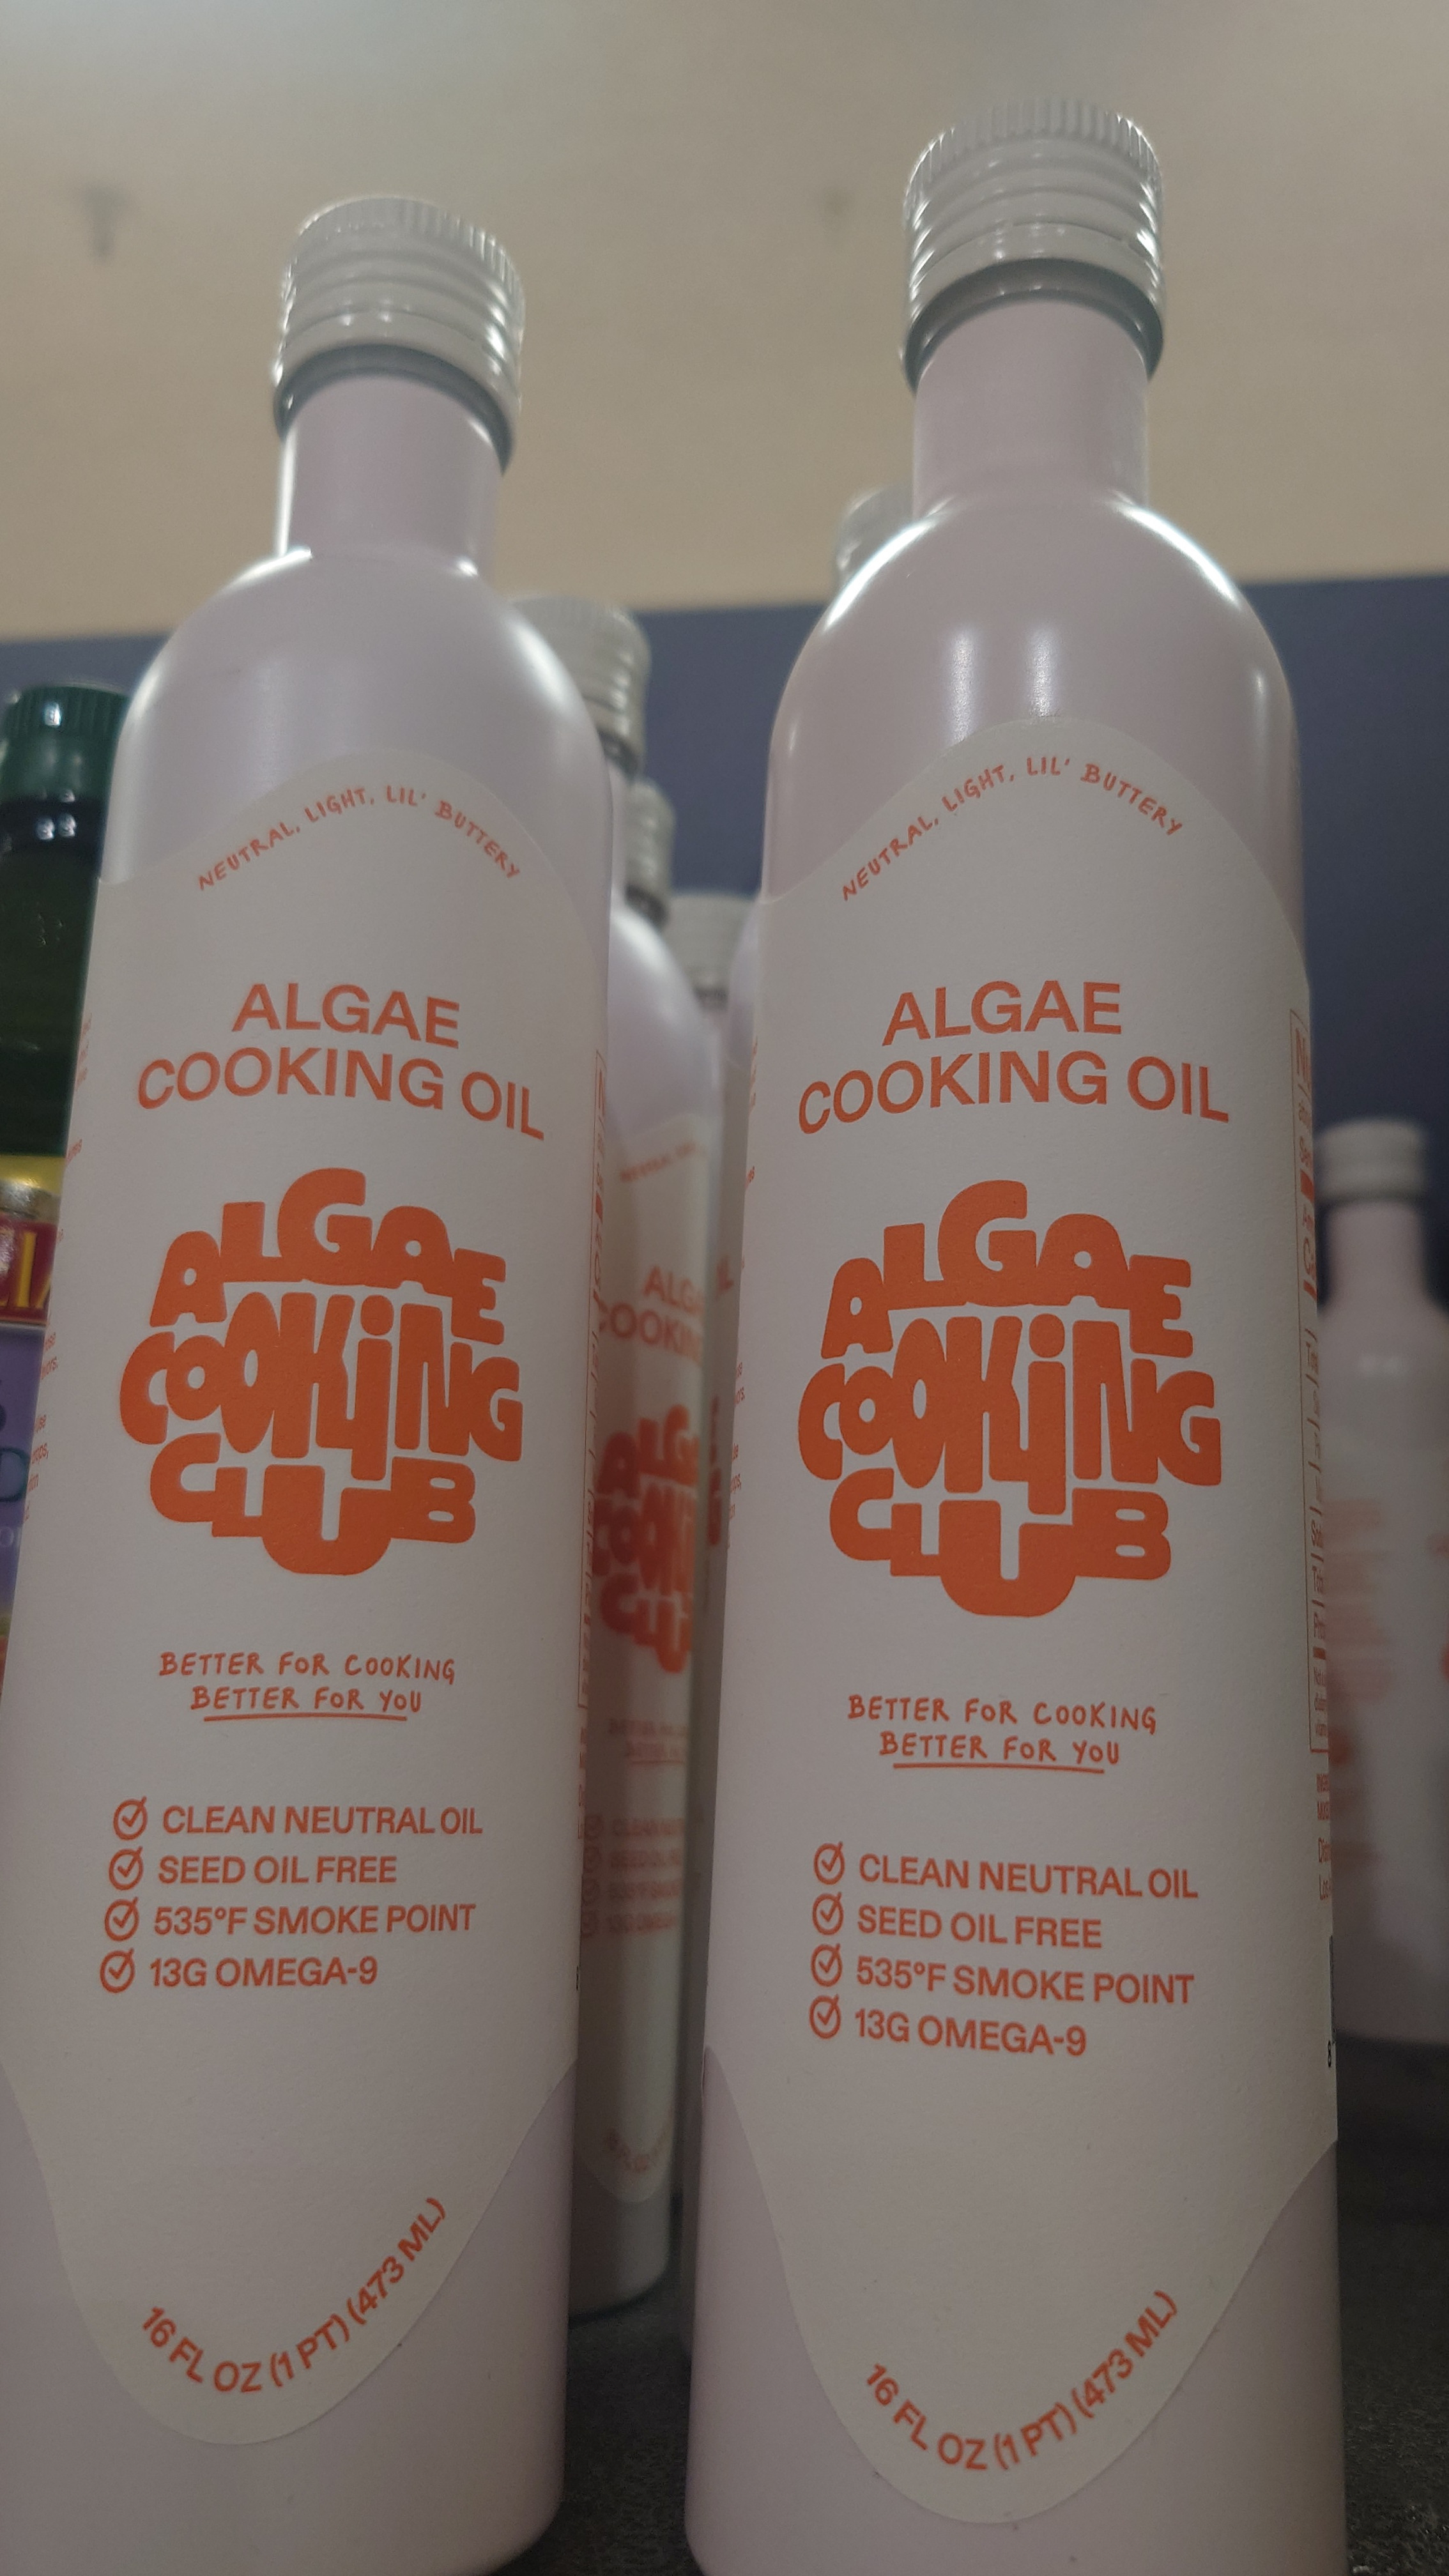 NEUTRAL, LIGHT, LIL' BUTTERY
ALGAE
COOKING OIL
ALGAE
COOKING
CLUB
BETTER FOR COOKING
BETTER FOR YOU
CLEAN NEUTRAL OIL
SEED OIL FREE
535°F SMOKE POINT
13G OMEGA-9
16 FL OZ (1 PT) (473 ML)
NEUTRAL, LIGHT, LIL' BUTTERY
ALGAE
COOKING OIL
ALGAE
COOKING
CLUB
BETTER FOR COOKING
BETTER FOR YOU
CLEAN NEUTRAL OIL
SEED OIL FREE
535°F SMOKE POINT
13G OMEGA-9
16 FL OZ (1 PT) (473 ML)